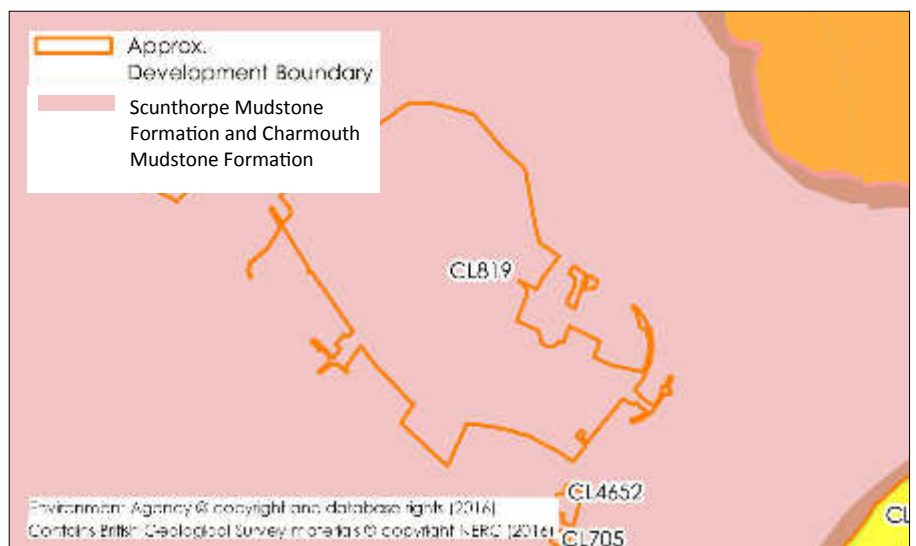 Approx.
Development Boundary
Scunthorpe Mudstone
Formation and Charmouth
Mudstone Formation
CL819
CL4652
CL
CL705
Environment Agency © copyright and database rights (2016)
Contains British Geological Survey materials © copyright NERC (2016)